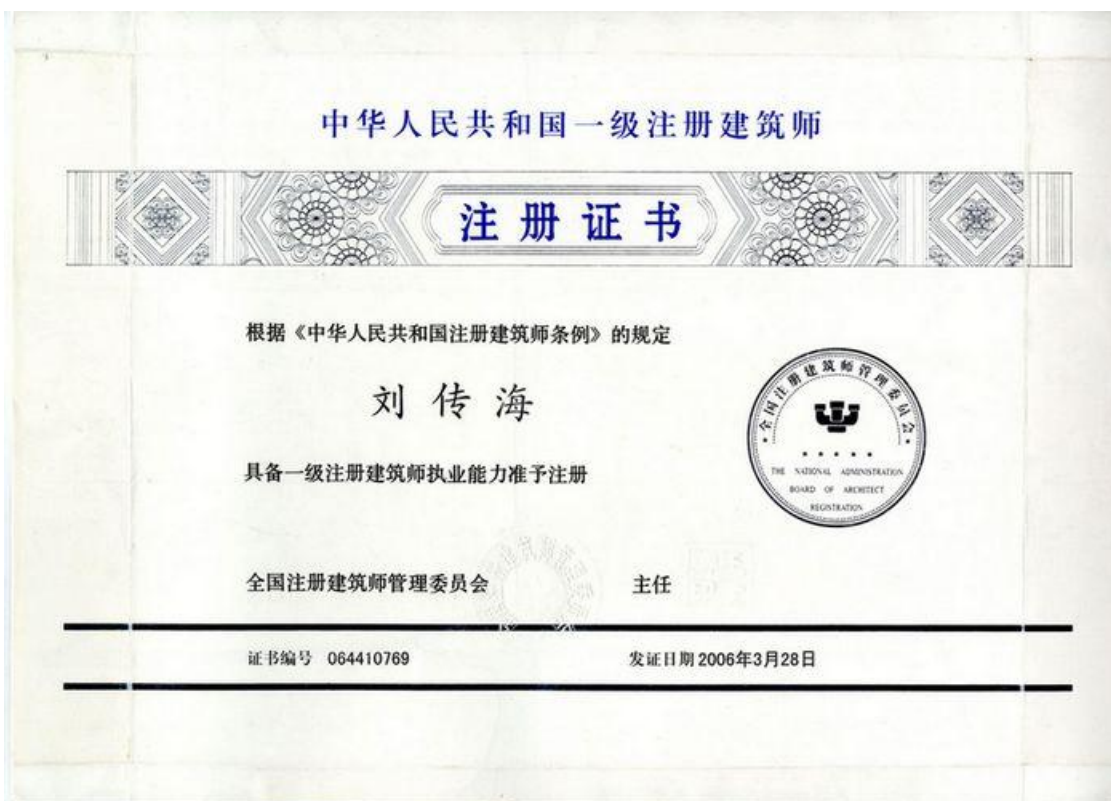 中华人民共和国一级注册建筑师
注册证书
根据《中华人民共和国注册建筑师条例》的规定
刘传海
具备一级注册建筑师执业能力准予注册
全国注册建筑师管理委员会
THE NATIONAL ADMINISTRATION
BOARD OF ARCHITECT
REGISTRATION
全国注册建筑师管理委员会 主任
证书编号 064410769 发证日期 2006年3月28日